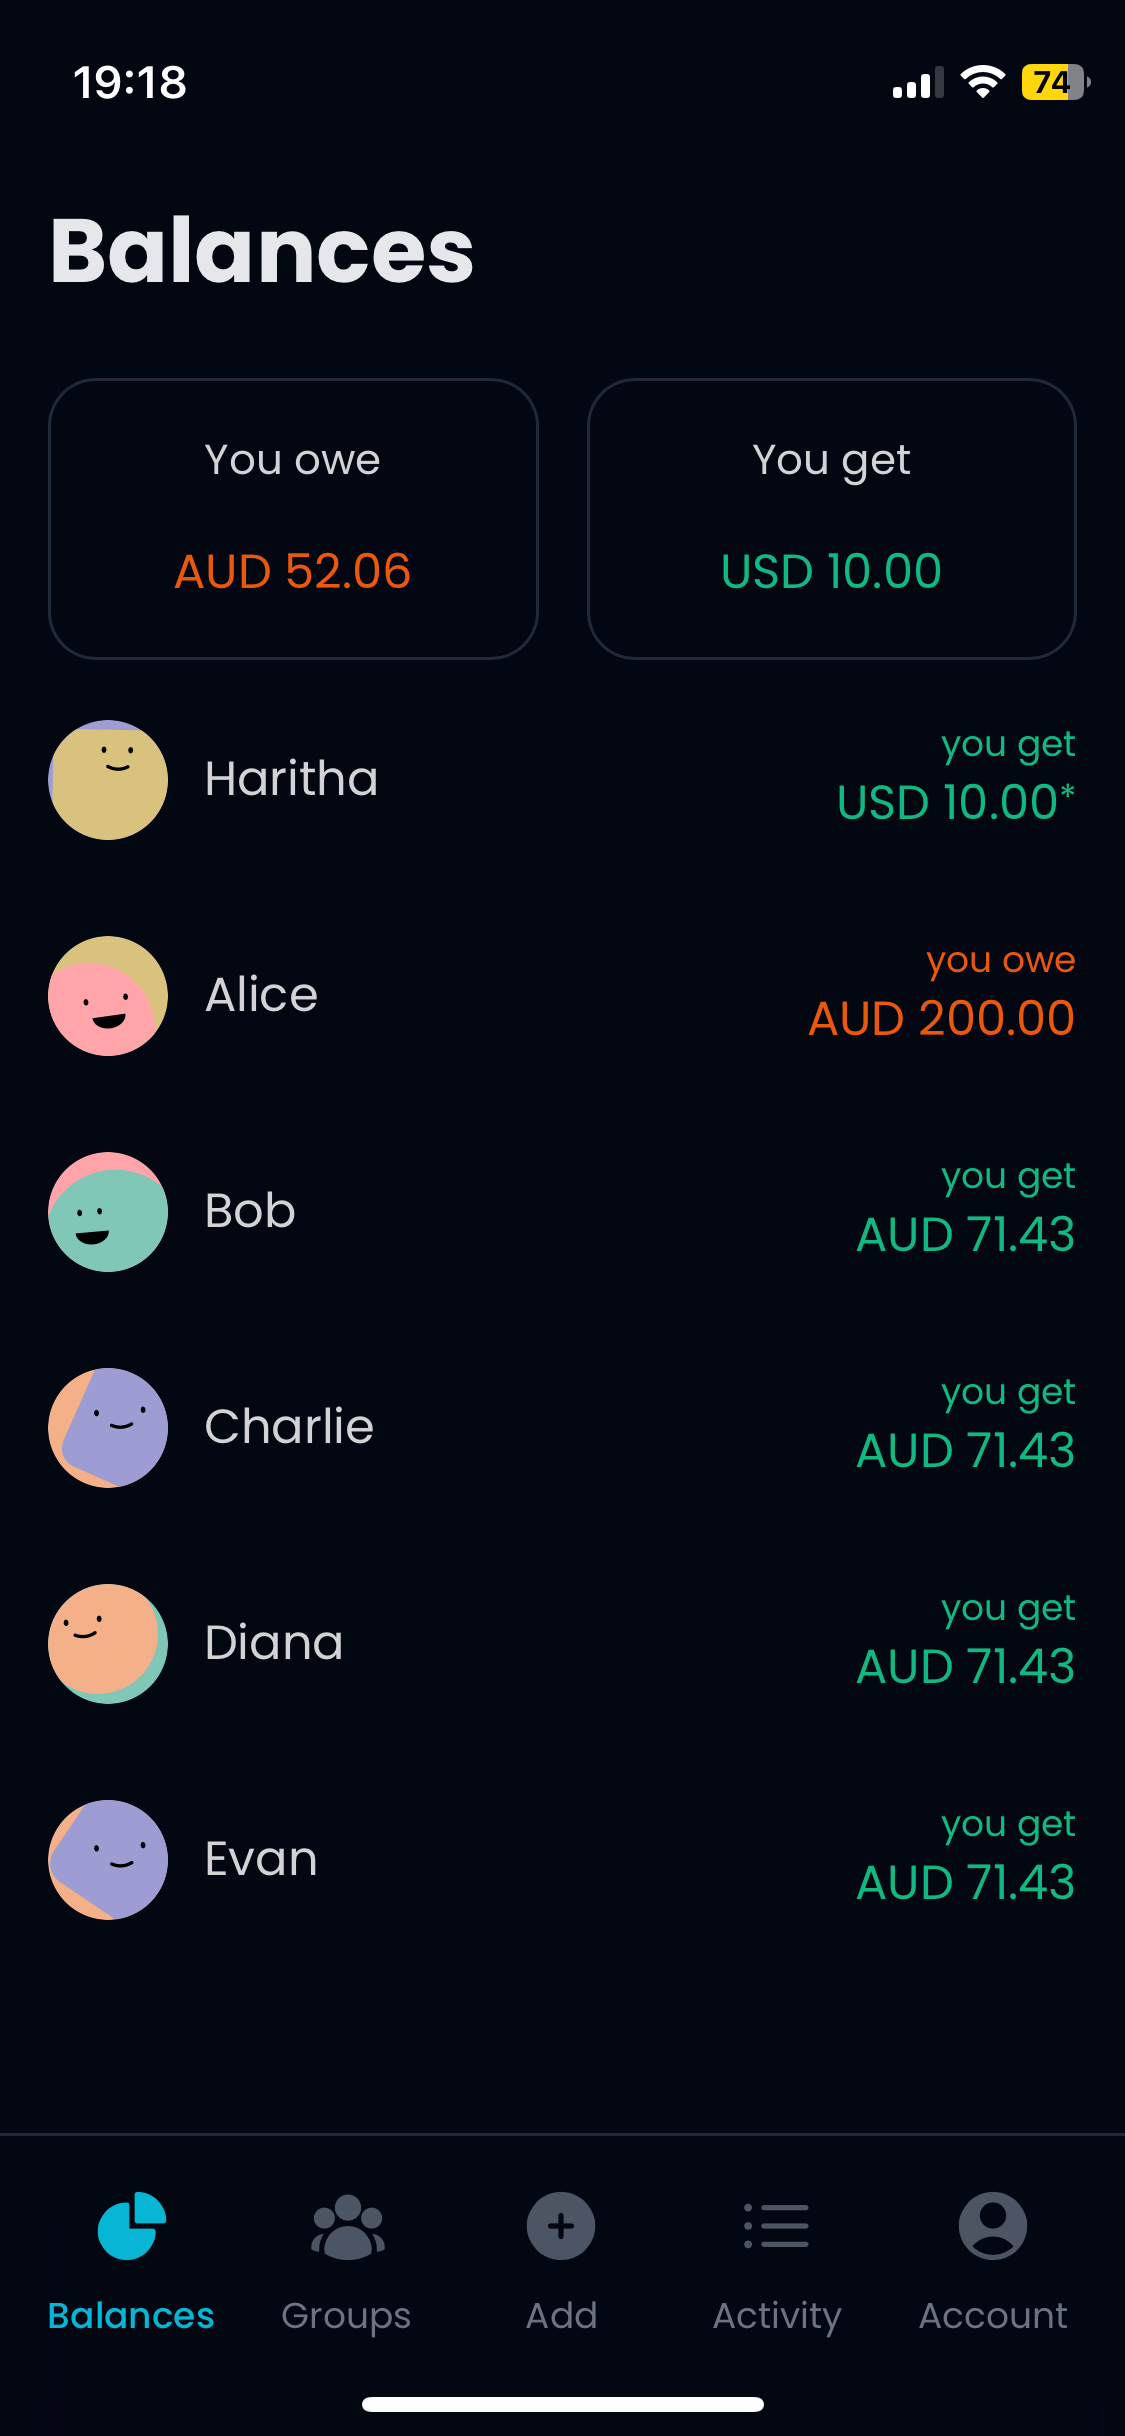 19:18
74
Balances
You owe
AUD 52.06
You get
USD 10.00
Haritha
you get
USD 10.00*
Alice
you owe
AUD 200.00
Bob
you get
AUD 71.43
Charlie
you get
AUD 71.43
Diana
you get
AUD 71.43
Evan
you get
AUD 71.43
Balances
Groups
Add
Activity
Account